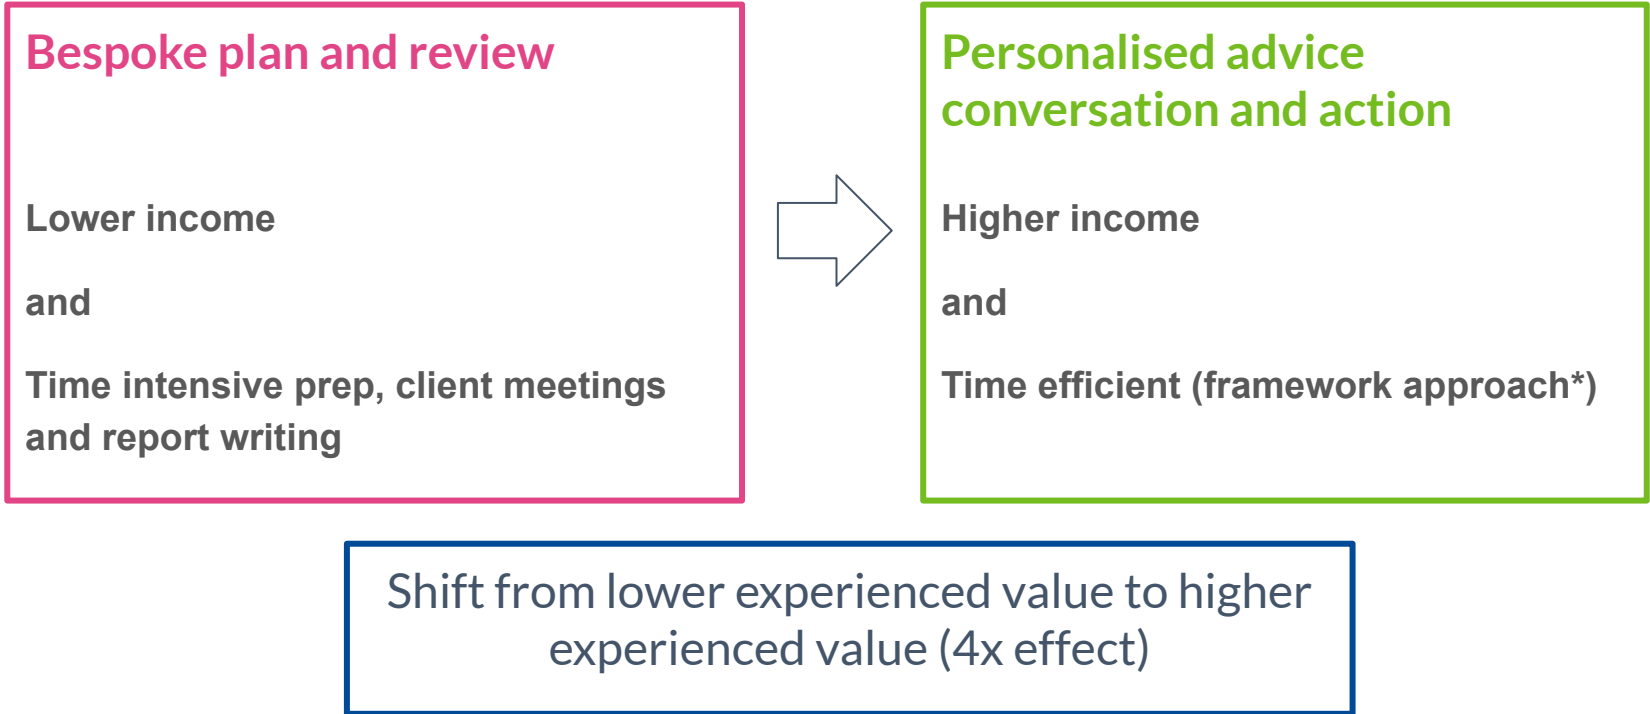 Bespoke plan and review
Lower income
and
Time intensive prep, client meetings
and report writing
Personalised advice
conversation and action
Higher income
and
Time efficient (framework approach*)
Shift from lower experienced value to higher
experienced value (4x effect)